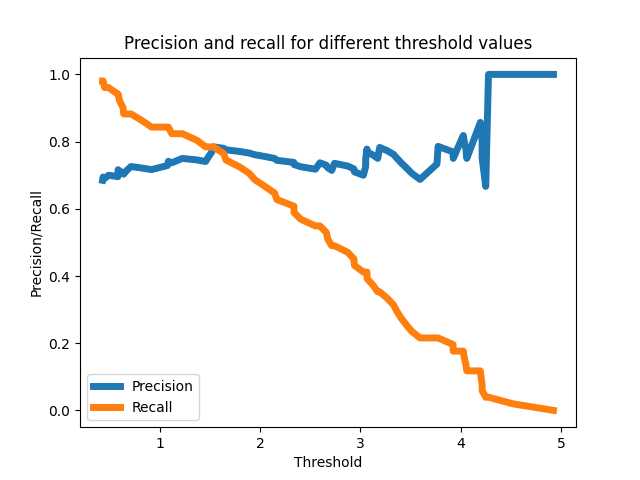 Precision and recall for different threshold values
Precision/Recall
1.0
0.8
0.6
0.4
0.2
0.0
Precision
Recall
1 2 3 4 5
Threshold